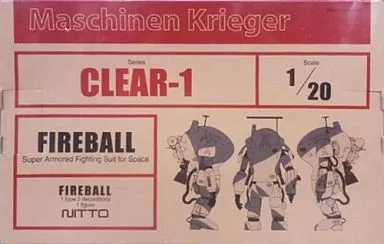 Maschinen Krieger
Series
CLEAR-1
Scale
1/20
FIREBALL
Super Armored Fighting Suit for Space
FIREBALL
1 type 3 decorations
1 figure
NITTO